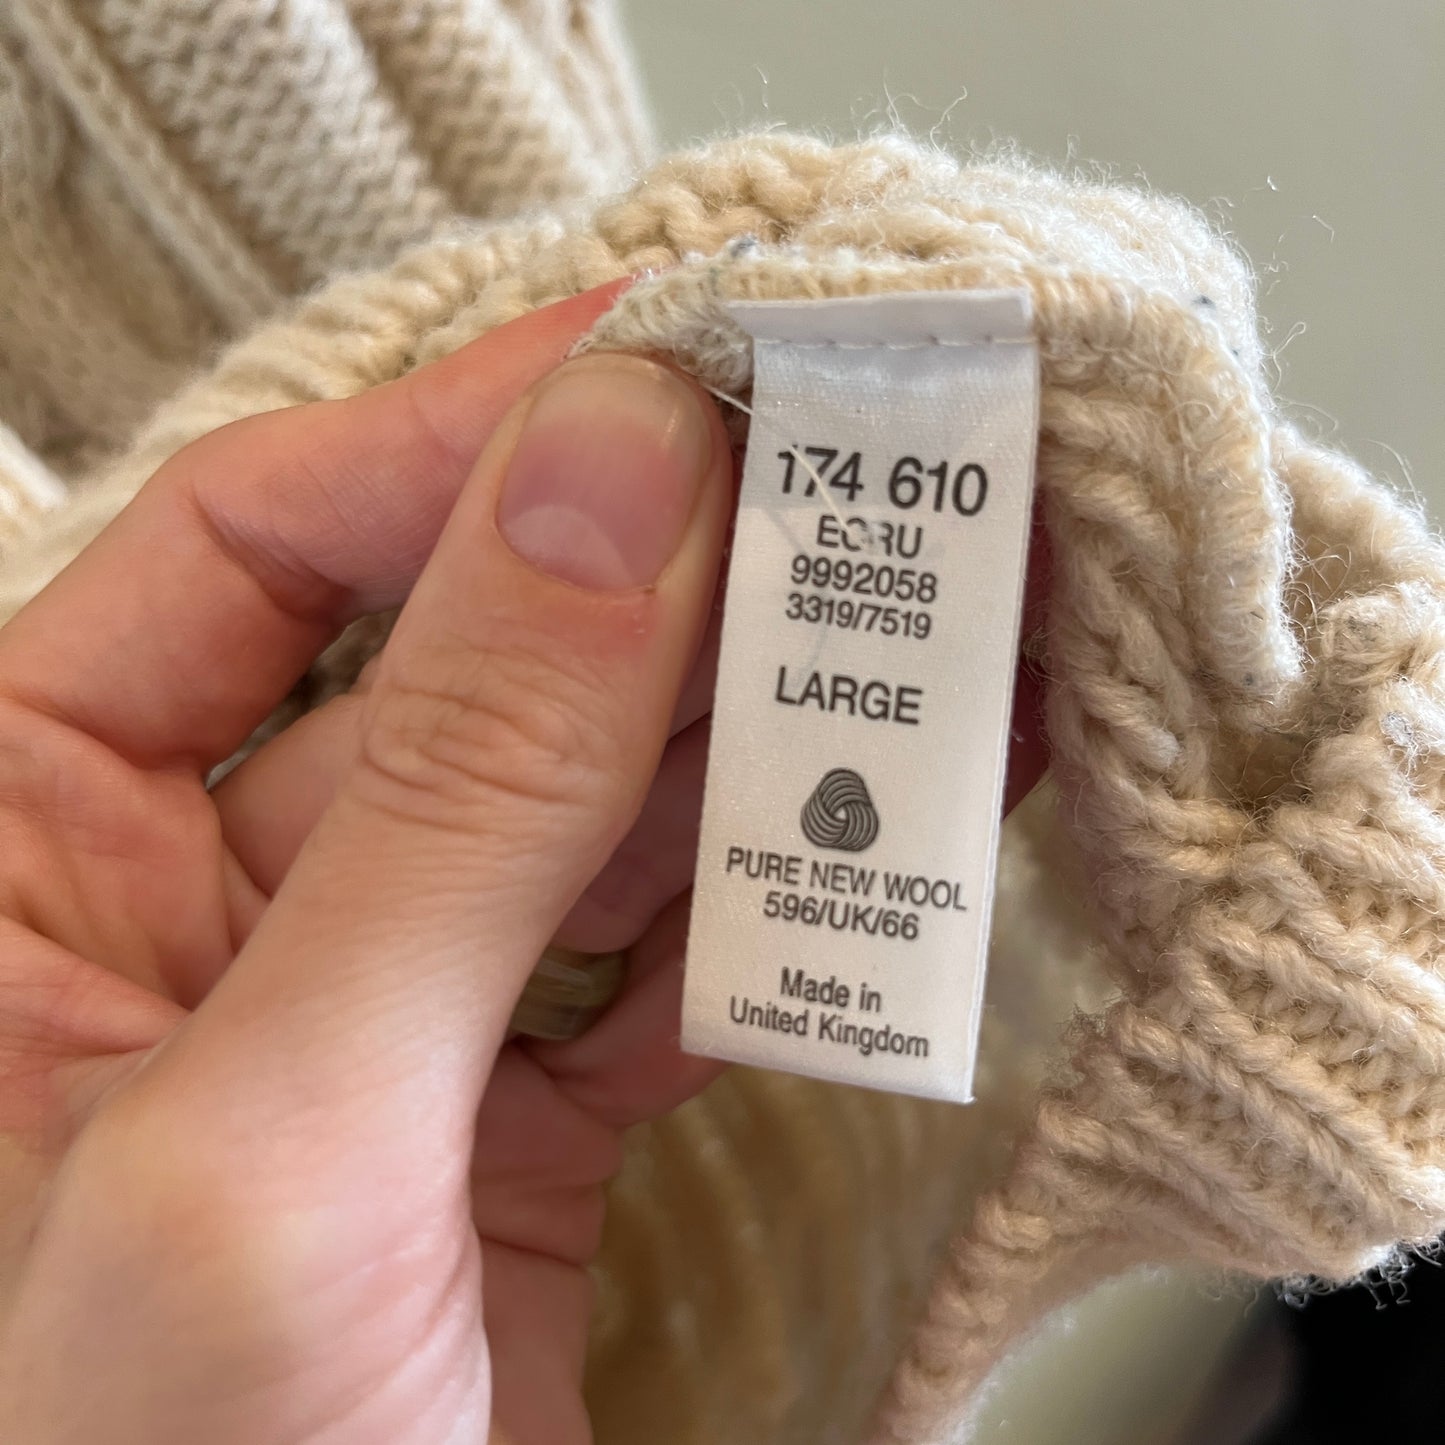 174 610
ECRU
9992058
3319/7519
LARGE
PURE NEW WOOL
596/UK/66
Made in
United Kingdom